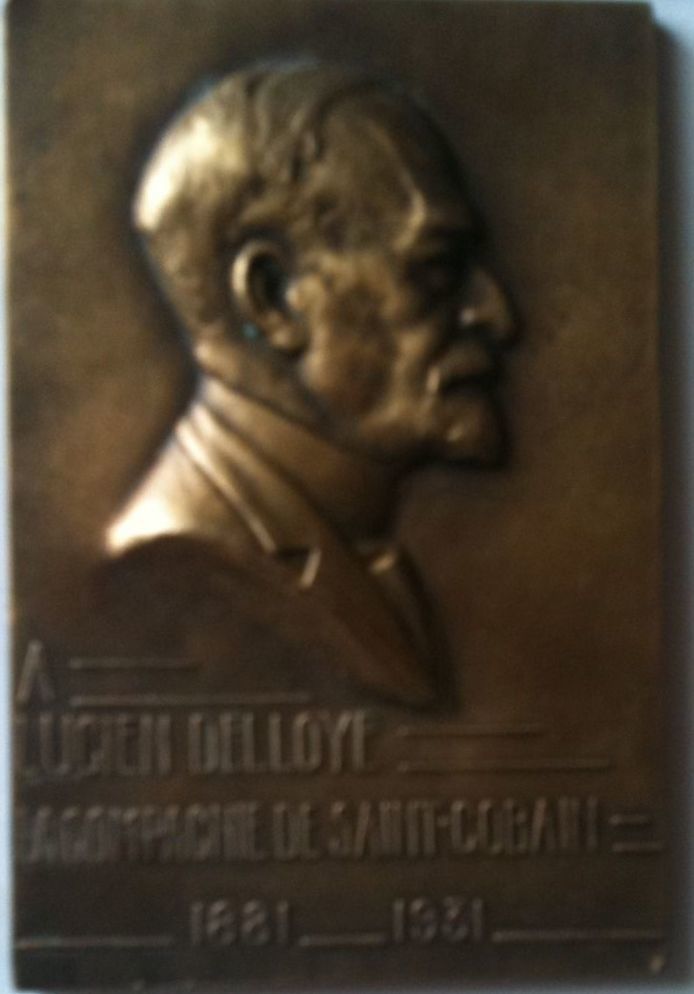 A
LUCIEN DELLOYE
LA COMPAGNIE DE SAINT-GOBAIN
1881 1931